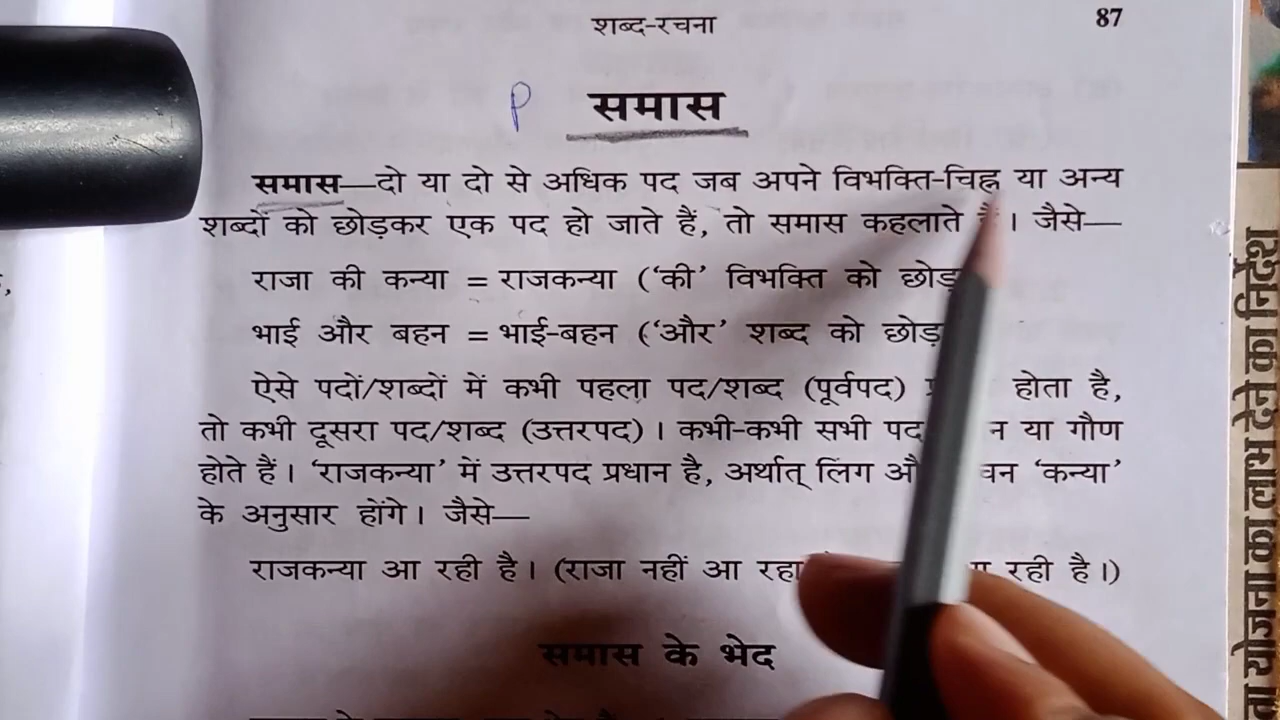 शब्द-रचना
87
P
समास
समास—दो या दो से अधिक पद जब अपने विभक्ति-चिह्न या अन्य
शब्दों को छोड़कर एक पद हो जाते हैं, तो समास कहलाते हैं। जैसे—
राजा की कन्या = राजकन्या (‘की’ विभक्ति को छोड़
भाई और बहन = भाई-बहन (‘और’ शब्द को छोड़
ऐसे पदों/शब्दों में कभी पहला पद/शब्द (पूर्वपद) होता है,
तो कभी दूसरा पद/शब्द (उत्तरपद)। कभी-कभी सभी पद या गौण
होते हैं। ‘राजकन्या’ में उत्तरपद प्रधान है, अर्थात् लिंग ‘कन्या’
के अनुसार होंगे। जैसे—
राजकन्या आ रही है। (राजा नहीं आ रहा रही है।)
समास के भेद
योजना का लाभ देने का निर्देश